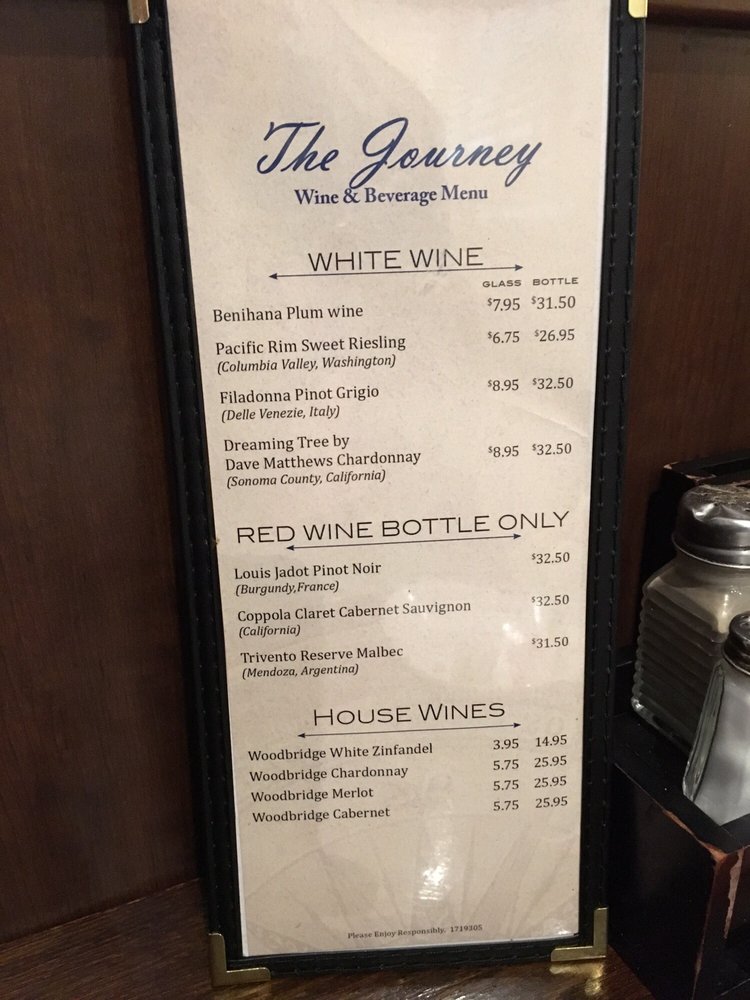 The Journey
Wine & Beverage Menu
WHITE WINE
GLASS BOTTLE
Benihana Plum wine $7.95 $31.50
Pacific Rim Sweet Riesling $6.75 $26.95
(Columbia Valley, Washington)
Filadonna Pinot Grigio $8.95 $32.50
(Delle Venezie, Italy)
Dreaming Tree by
Dave Matthews Chardonnay $8.95 $32.50
(Sonoma County, California)
RED WINE BOTTLE ONLY
Louis Jadot Pinot Noir $32.50
(Burgundy,France)
Coppola Claret Cabernet Sauvignon $32.50
(California)
Trivento Reserve Malbec $31.50
(Mendoza, Argentina)
HOUSE WINES
Woodbridge White Zinfandel 3.95 14.95
Woodbridge Chardonnay 5.75 25.95
Woodbridge Merlot 5.75 25.95
Woodbridge Cabernet 5.75 25.95
Please Enjoy Responsibly. 1719305